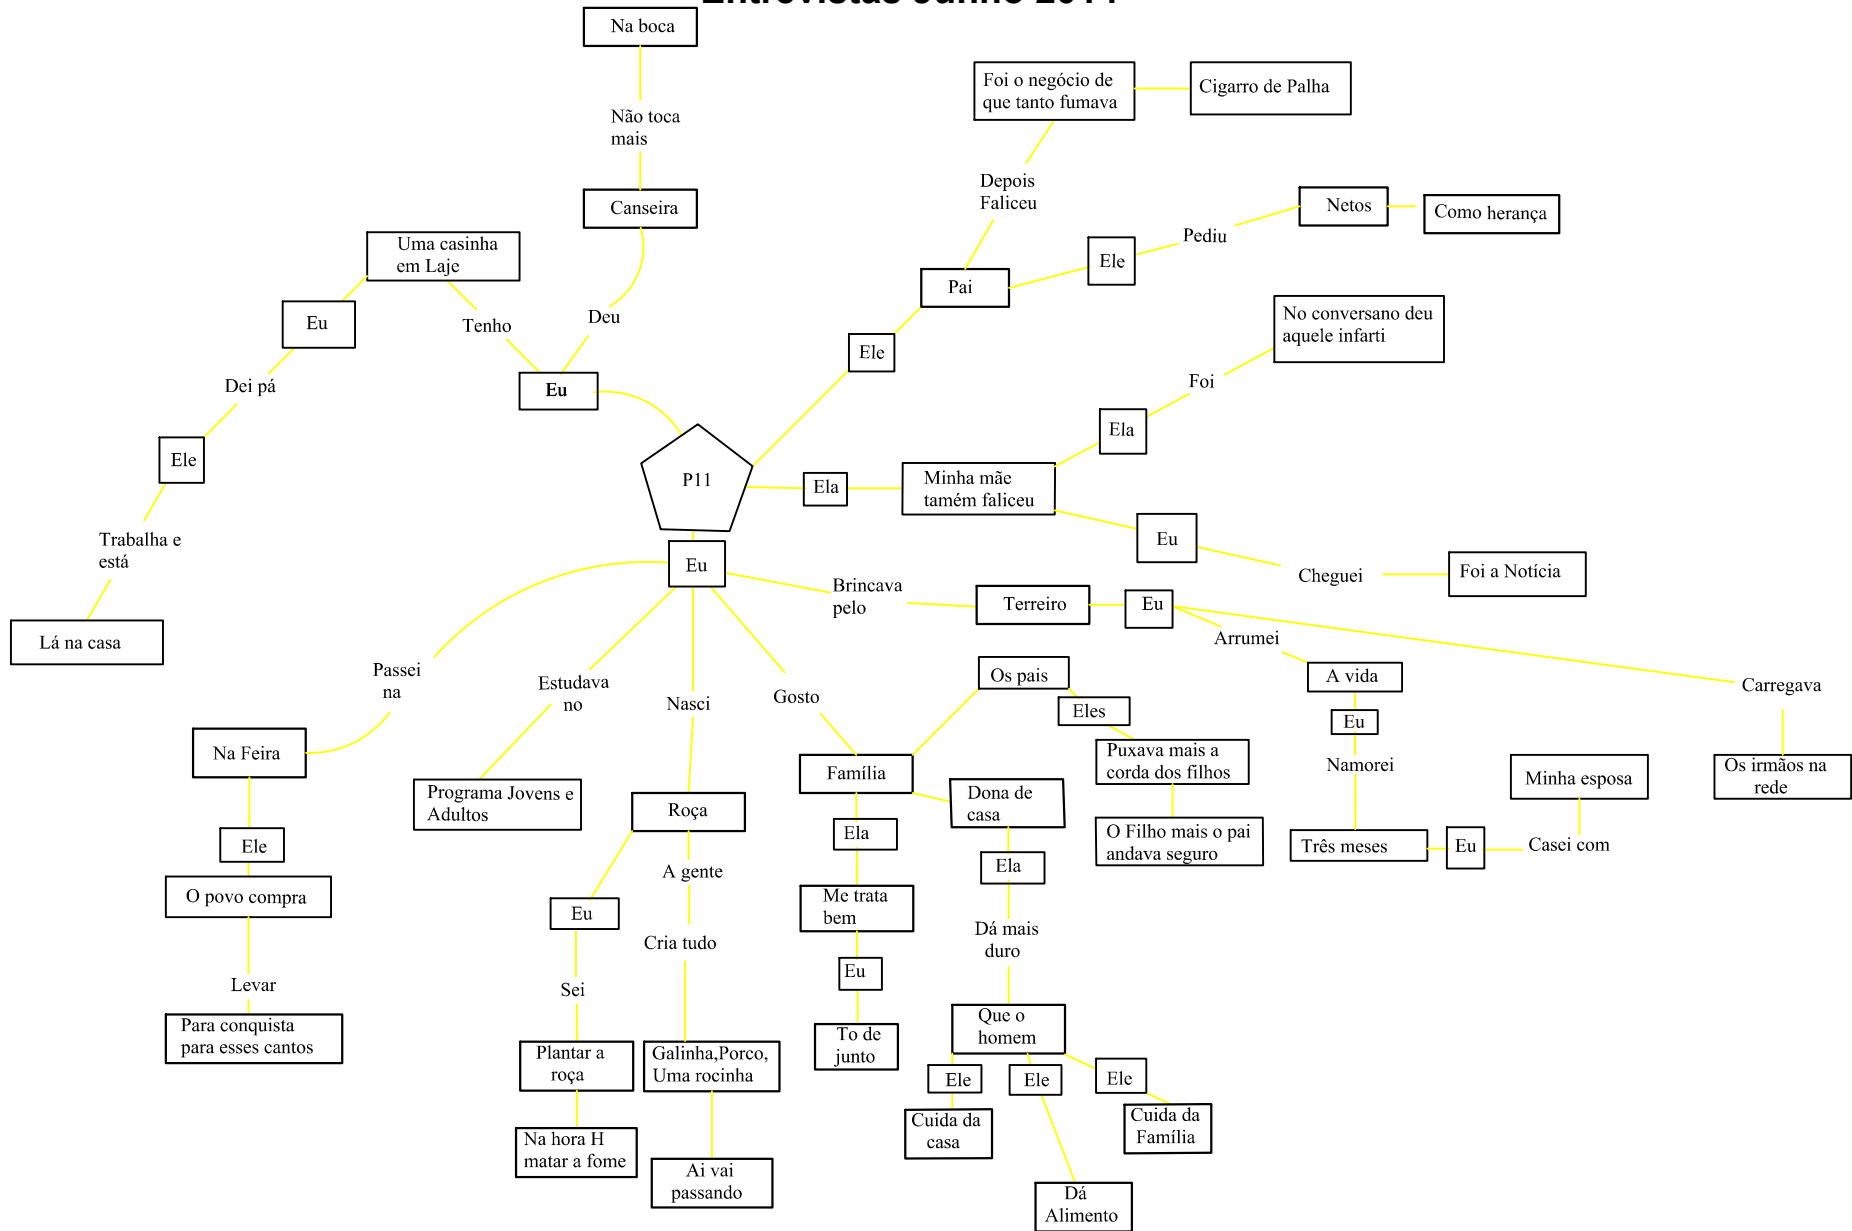 Na boca
Não toca
mais
Canseira
Deu
Uma casinha
em Laje
Tenho
Eu
Eu
Dei pá
Ele
Trabalha e
está
Lá na casa
P11
Ele
Pai
Depois
Faliceu
Foi o negócio de
que tanto fumava
Cigarro de Palha
Ele
Pediu
Netos
Como herança
Ela
Minha mãe
tamém faliceu
Ela
Foi
No conversano deu
aquele infarti
Eu
Cheguei
Foi a Notícia
Eu
Brincava
pelo
Terreiro
Eu
Arrumei
A vida
Eu
Namorei
Três meses
Eu
Casei com
Minha esposa
Carregava
Os irmãos na
rede
Passei
na
Na Feira
Ele
O povo compra
Levar
Para conquista
para esses cantos
Estudava
no
Programa Jovens e
Adultos
Nasci
Roça
Eu
Sei
Plantar a
roça
Na hora H
matar a fome
A gente
Cria tudo
Galinha,Porco,
Uma rocinha
Ai vai
passando
Gosto
Família
Os pais
Eles
Puxava mais a
corda dos filhos
O Filho mais o pai
andava seguro
Ela
Me trata
bem
Eu
To de
junto
Dona de
casa
Ela
Dá mais
duro
Que o
homem
Ele
Cuida da
casa
Ele
Dá
Alimento
Ele
Cuida da
Família